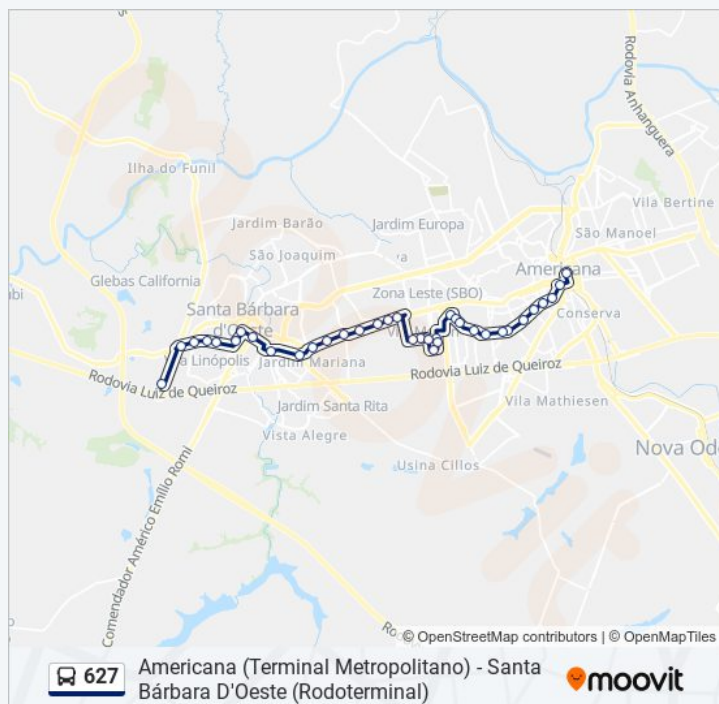 Rodovia Anhanguera
Ilha do Funil
Vila Bertine
Jardim Barão
Jardim Europa
São Manoel
São Joaquim
Americana
Glebas California
Zona Leste (SBO)
Santa Bárbara
d'Oeste
Conserva
Vila Linópolis
Jardim Mariana
Rodovia Luiz de Queiroz
Rodovia Luiz de Queiroz
Jardim Santa Rita
Vila Mathiesen
Vista Alegre
Nova Od
Usina Cillos
Comendador Américo Emílio Romi
© OpenStreetMap contributors | © OpenMapTiles
627
Americana (Terminal Metropolitano) - Santa
Bárbara D'Oeste (Rodoterminal)
moovit